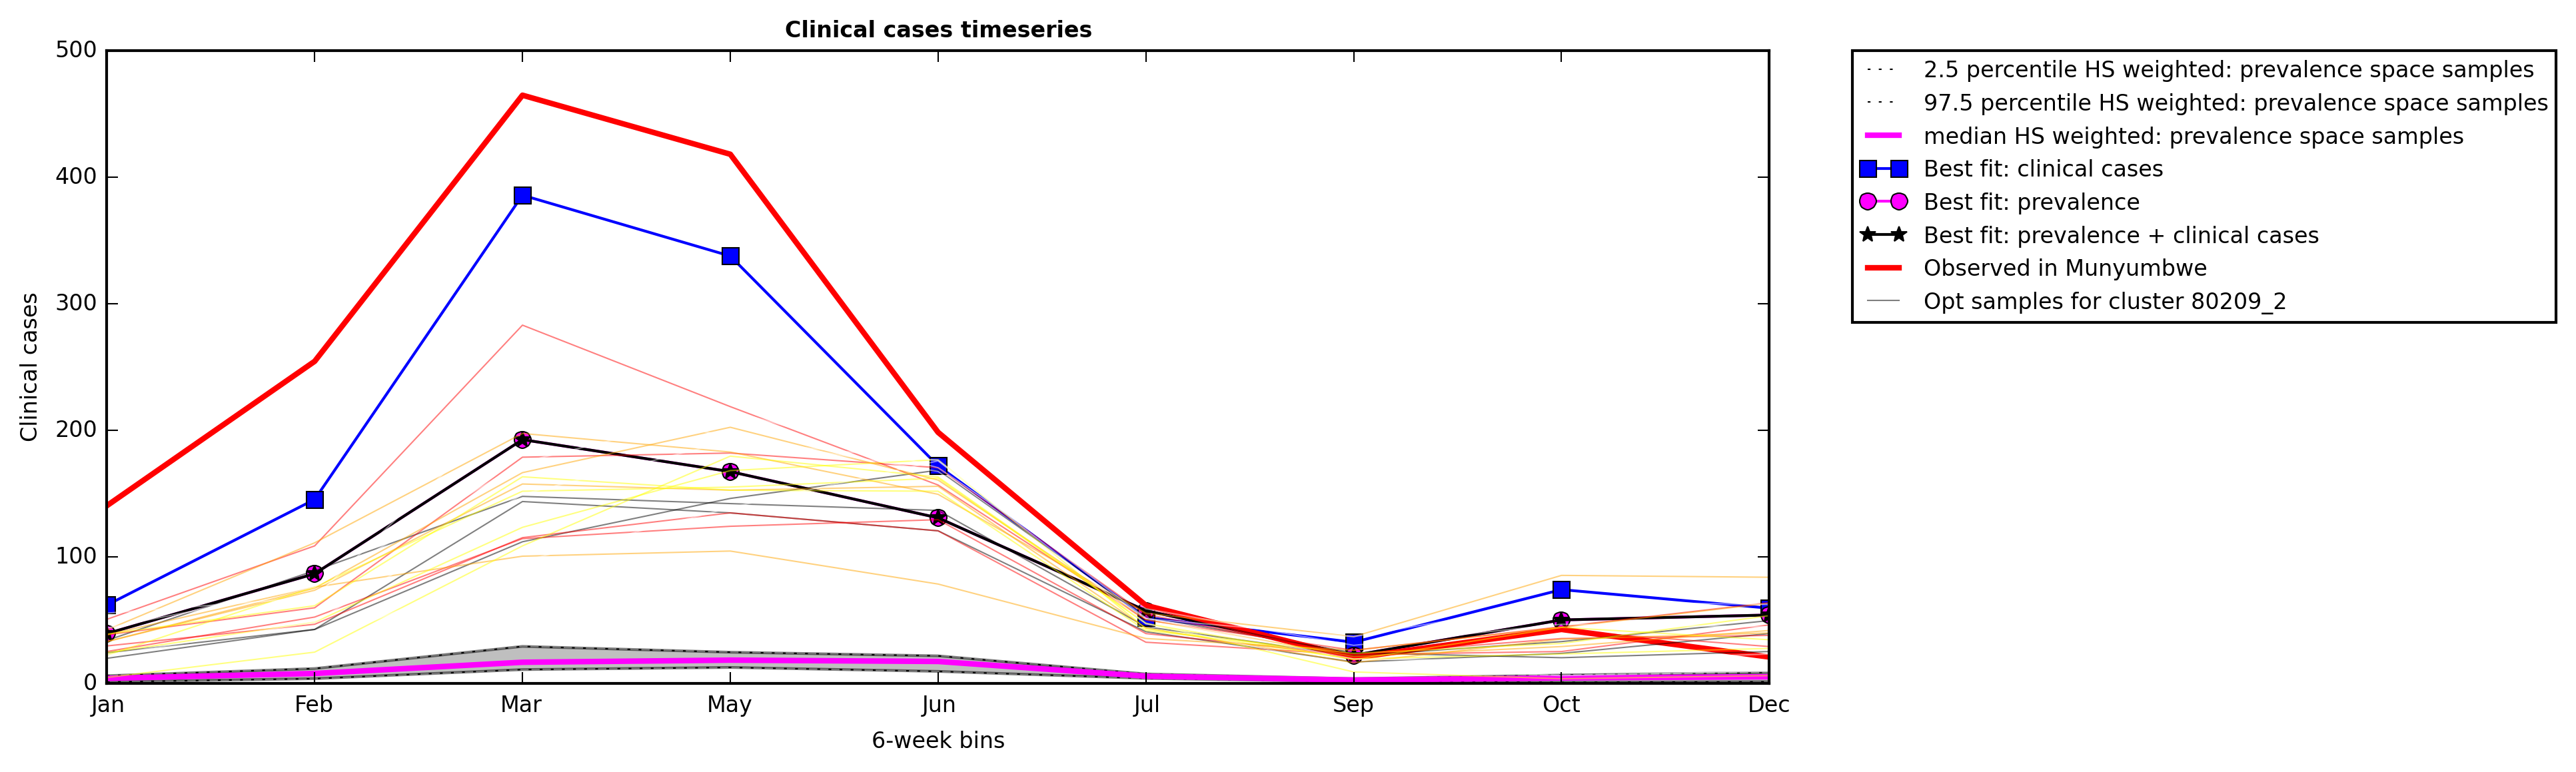 Clinical cases timeseries
500
400
300
200
100
0
Clinical cases
Jan Feb Mar May Jun Jul Sep Oct Dec
6-week bins
2.5 percentile HS weighted: prevalence space samples
97.5 percentile HS weighted: prevalence space samples
median HS weighted: prevalence space samples
Best fit: clinical cases
Best fit: prevalence
Best fit: prevalence + clinical cases
Observed in Munyumbwe
Opt samples for cluster 80209_2